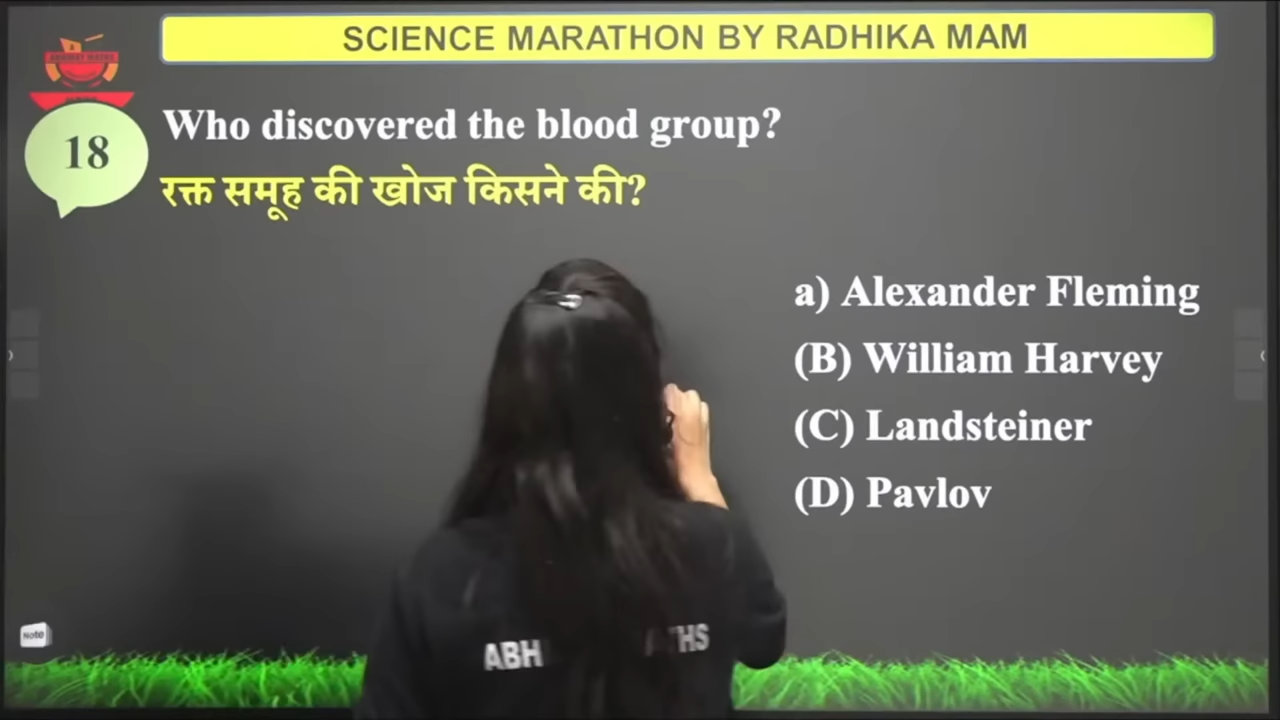 SCIENCE MARATHON BY RADHIKA MAM
18
Who discovered the blood group?
रक्त समूह की खोज किसने की?
a) Alexander Fleming
(B) William Harvey
(C) Landsteiner
(D) Pavlov
Note
ABH